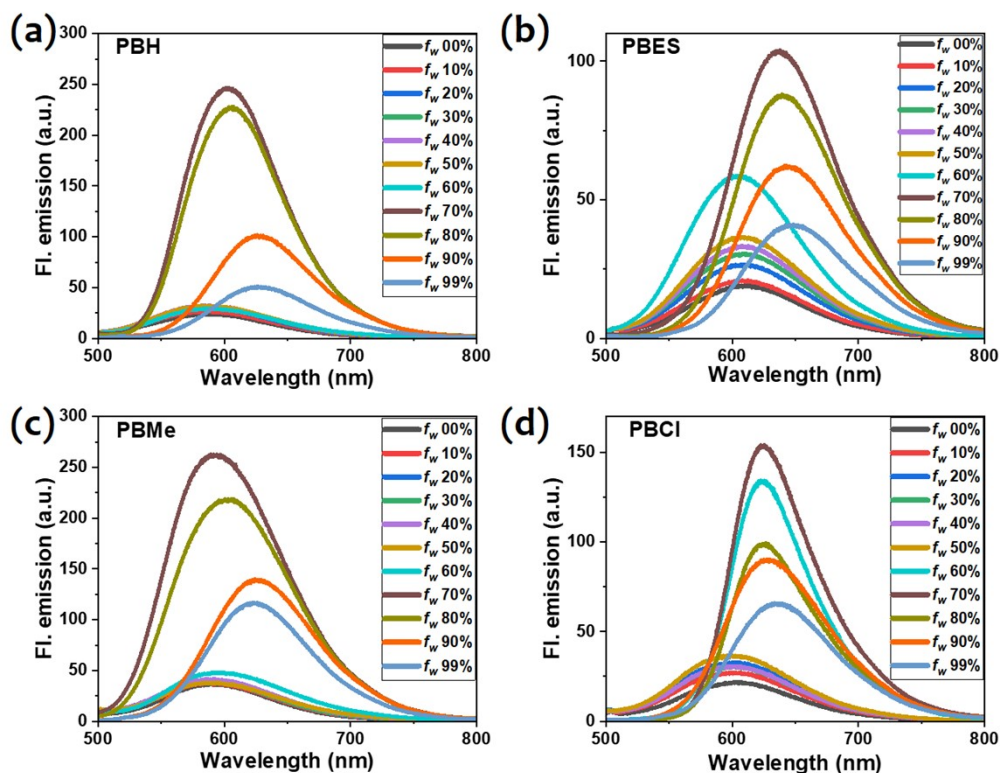 (a)
PBH
Fl. emission (a.u.)
300
250
200
150
100
50
0
500
600
700
800
Wavelength (nm)
fw 00%
fw 10%
fw 20%
fw 30%
fw 40%
fw 50%
fw 60%
fw 70%
fw 80%
fw 90%
fw 99%
(b)
PBES
Fl. emission (a.u.)
100
50
0
500
600
700
800
Wavelength (nm)
fw 00%
fw 10%
fw 20%
fw 30%
fw 40%
fw 50%
fw 60%
fw 70%
fw 80%
fw 90%
fw 99%
(c)
PBMe
Fl. emission (a.u.)
300
250
200
150
100
50
0
500
600
700
800
Wavelength (nm)
fw 00%
fw 10%
fw 20%
fw 30%
fw 40%
fw 50%
fw 60%
fw 70%
fw 80%
fw 90%
fw 99%
(d)
PBCl
Fl. emission (a.u.)
150
100
50
0
500
600
700
800
Wavelength (nm)
fw 00%
fw 10%
fw 20%
fw 30%
fw 40%
fw 50%
fw 60%
fw 70%
fw 80%
fw 90%
fw 99%